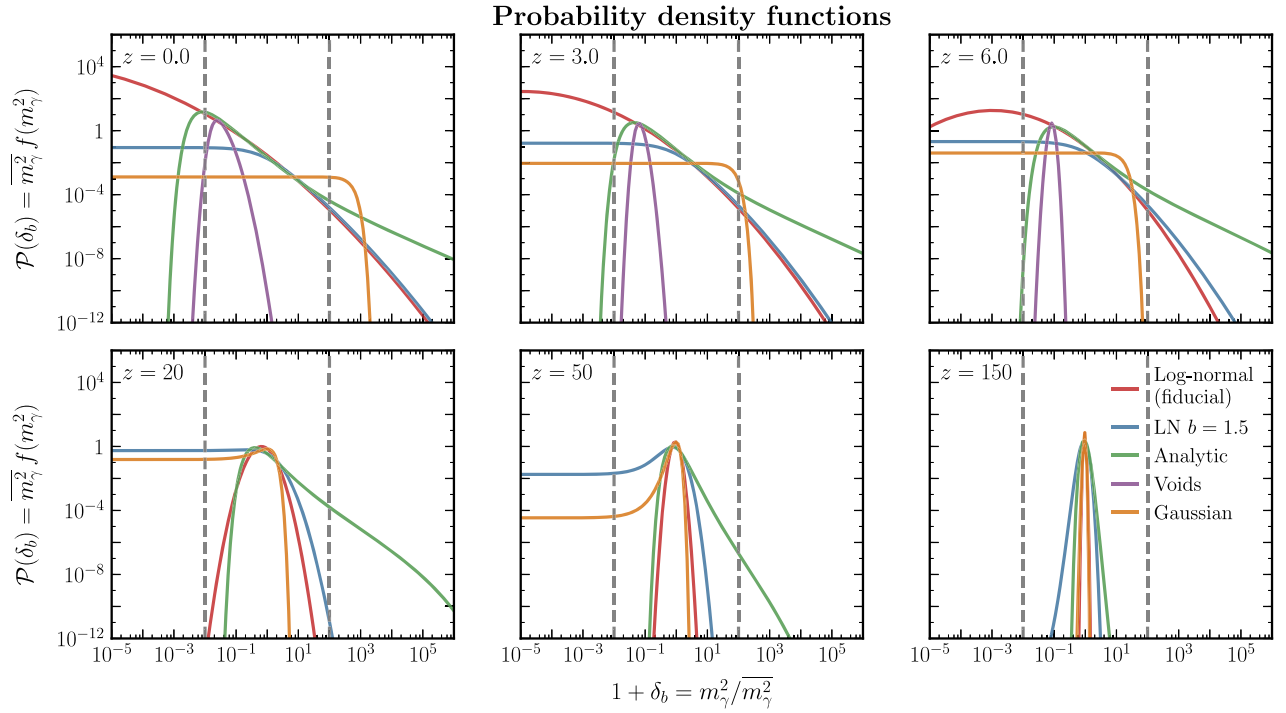 Probability density functions
z = 0.0
z = 3.0
z = 6.0
10^4
1
10^−4
10^−8
10^−12
𝒫(δ_b) = \overline{m_γ^2} f(m_γ^2)
z = 20
z = 50
z = 150
10^4
1
10^−4
10^−8
10^−12
𝒫(δ_b) = \overline{m_γ^2} f(m_γ^2)
Log-normal
(fiducial)
LN b = 1.5
Analytic
Voids
Gaussian
10^−5 10^−3 10^−1 10^1 10^3 10^5
10^−5 10^−3 10^−1 10^1 10^3 10^5
10^−5 10^−3 10^−1 10^1 10^3 10^5
1 + δ_b = m_γ^2/\overline{m_γ^2}